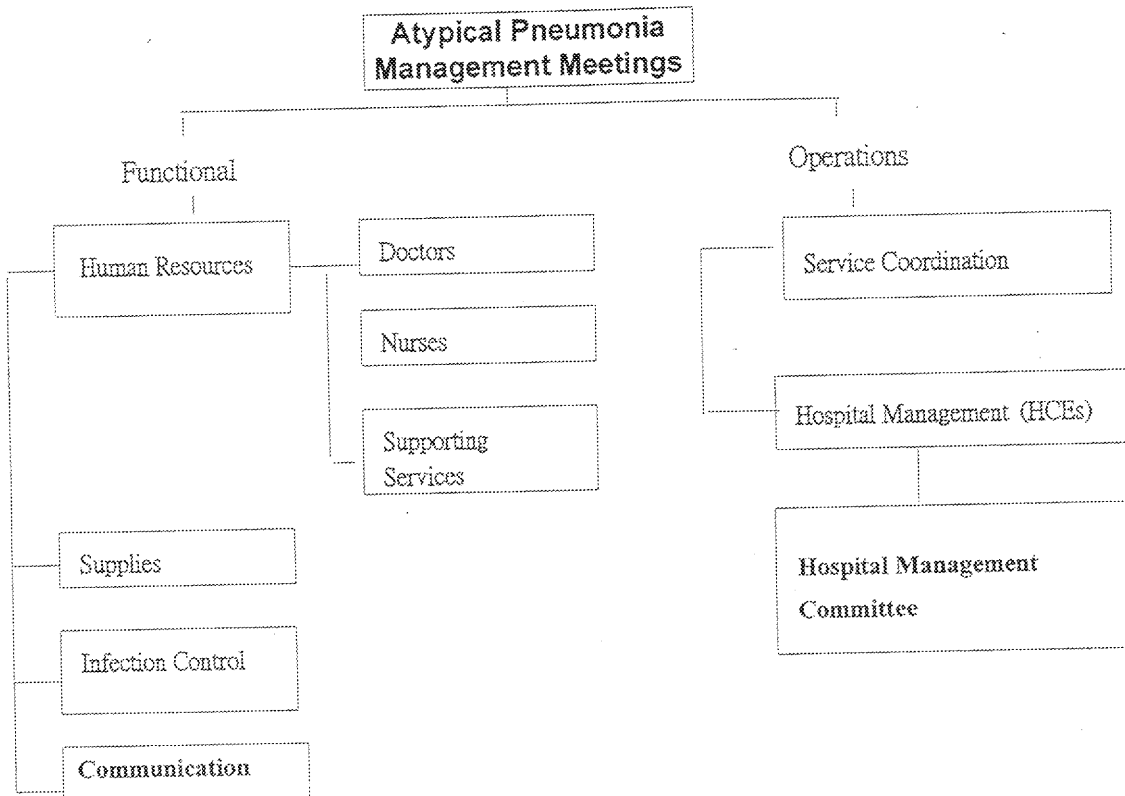 Atypical Pneumonia
Management Meetings
Functional
Operations
Human Resources
Doctors
Service Coordination
Nurses
Hospital Management (HCEs)
Supporting
Services
Supplies
Hospital Management
Committee
Infection Control
Communication